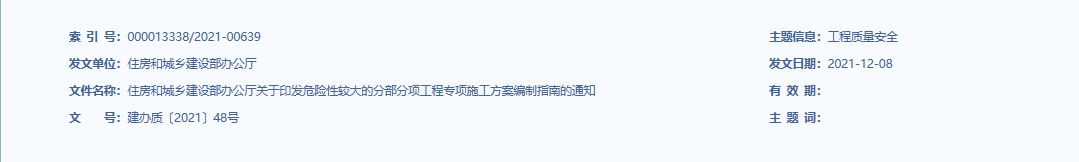 索 引 号：000013338/2021-00639 主题信息：工程质量安全
发文单位：住房和城乡建设部办公厅 发文日期：2021-12-08
文件名称：住房和城乡建设部办公厅关于印发危险性较大的分部分项工程专项施工方案编制指南的通知 有 效 期：
文 号：建办质〔2021〕48号 主 题 词：